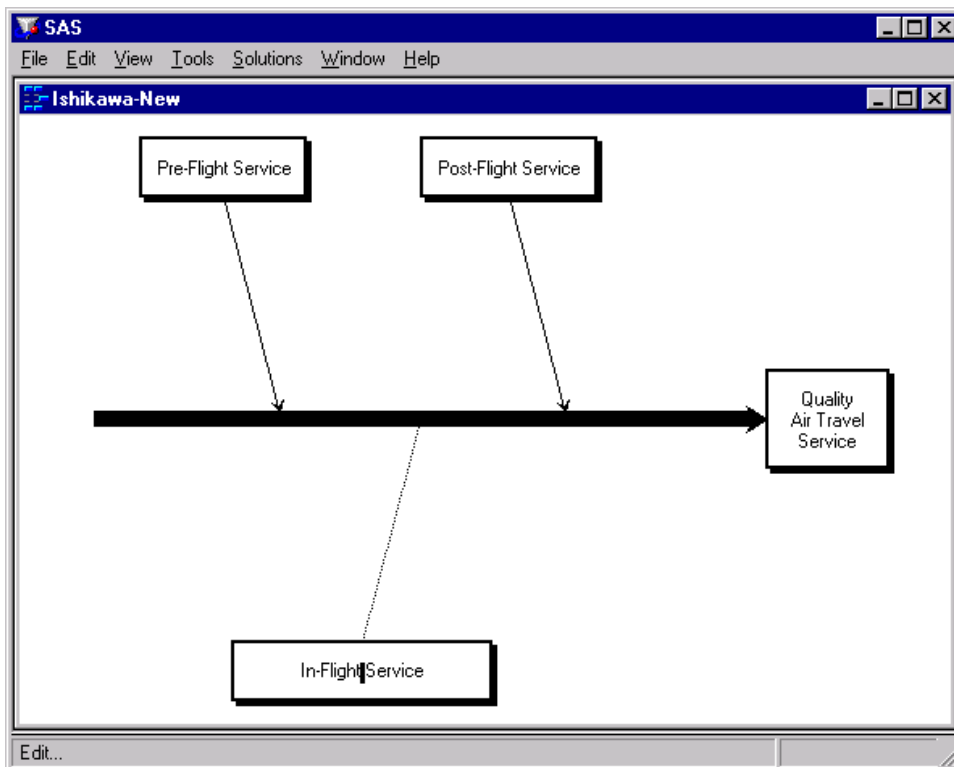 SAS
File Edit View Tools Solutions Window Help
Ishikawa-New
Pre-Flight Service
Post-Flight Service
Quality
Air Travel
Service
In-Flight Service
Edit...